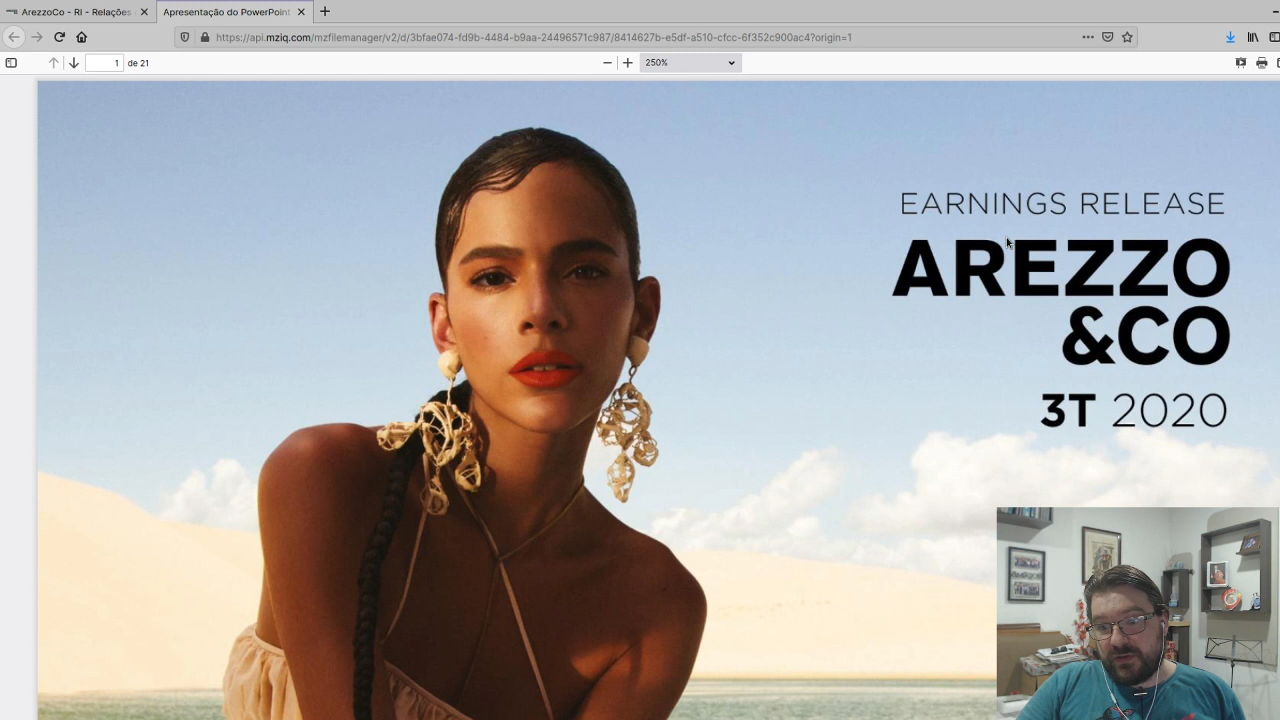 ArezzoCo - RI - Relações
Apresentação do PowerPoint
https://api.mziq.com/mzfilemanager/v2/d/3bfae074-fd9b-4484-b9aa-24496571c987/8414627b-e5df-a510-cfcc-6f352c900ac4?origin=1
1 de 21
250%
EARNINGS RELEASE
AREZZO
&CO
3T 2020